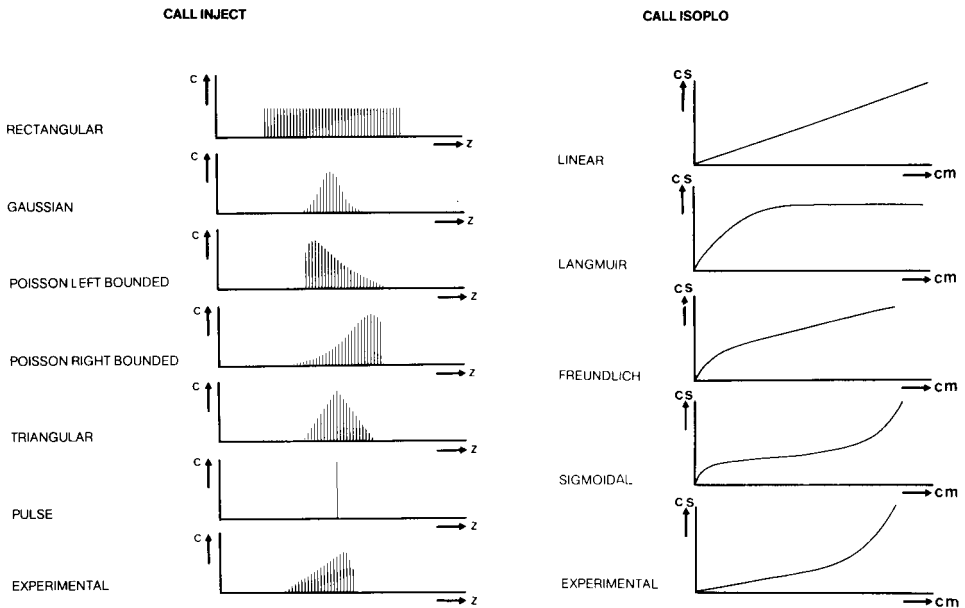 CALL INJECT
C
RECTANGULAR
z
C
GAUSSIAN
z
C
POISSON LEFT BOUNDED
z
C
POISSON RIGHT BOUNDED
z
C
TRIANGULAR
z
C
PULSE
z
C
EXPERIMENTAL
z
CALL ISOPLO
CS
LINEAR
cm
CS
LANGMUIR
cm
CS
FREUNDLICH
cm
CS
SIGMOIDAL
cm
CS
EXPERIMENTAL
cm